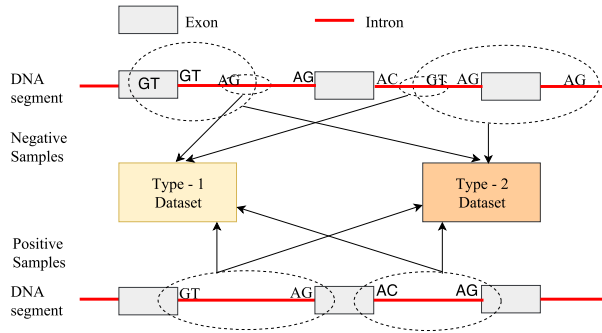 Exon
Intron
DNA segment
GT GT AG AG AC GT AG AG
Negative Samples
Type - 1 Dataset
Type - 2 Dataset
Positive Samples
DNA segment
GT AG AC AG